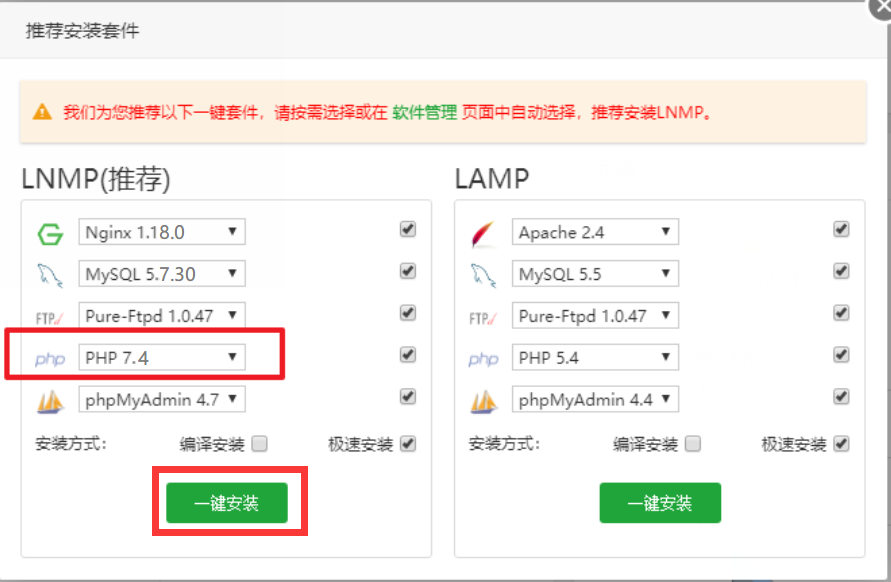 推荐安装套件
我们为您推荐以下一键套件，请按需选择或在 软件管理 页面中自动选择，推荐安装LNMP。
LNMP(推荐)
Nginx 1.18.0
MySQL 5.7.30
FTP Pure-Ftpd 1.0.47
php PHP 7.4
phpMyAdmin 4.7
安装方式： 编译安装 极速安装
一键安装
LAMP
Apache 2.4
MySQL 5.5
FTP Pure-Ftpd 1.0.47
php PHP 5.4
phpMyAdmin 4.4
安装方式： 编译安装 极速安装
一键安装